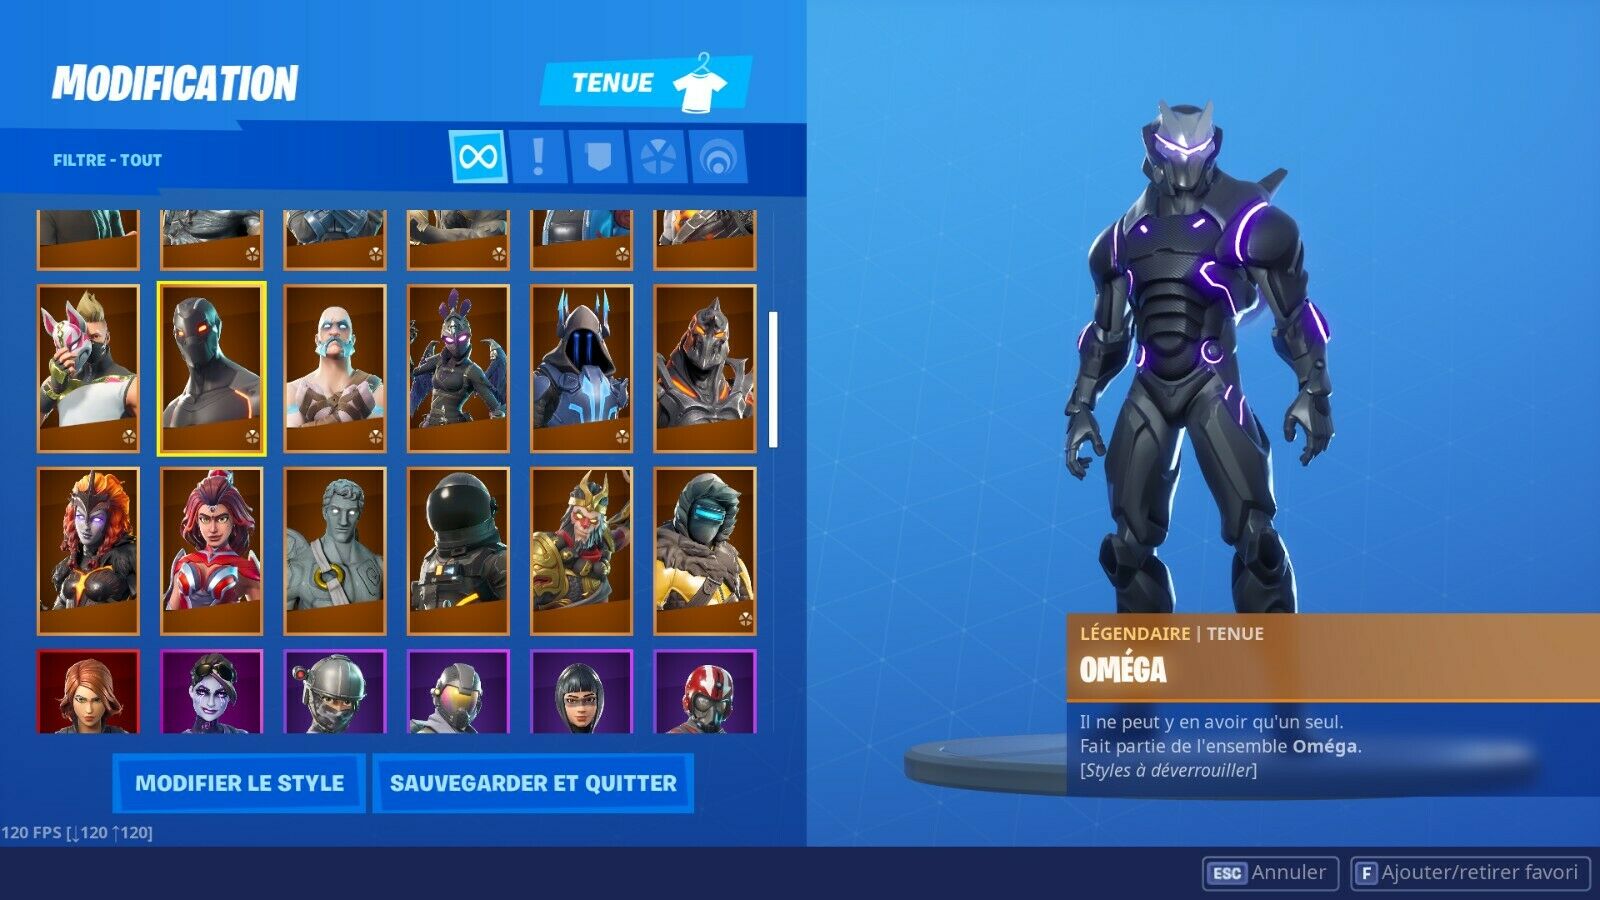 MODIFICATION
TENUE
FILTRE - TOUT
LÉGENDAIRE | TENUE
OMÉGA
Il ne peut y en avoir qu'un seul.
Fait partie de l'ensemble Oméga.
[Styles à déverrouiller]
MODIFIER LE STYLE
SAUVEGARDER ET QUITTER
120 FPS [↓120 ↑120]
ESC Annuler
F Ajouter/retirer favori